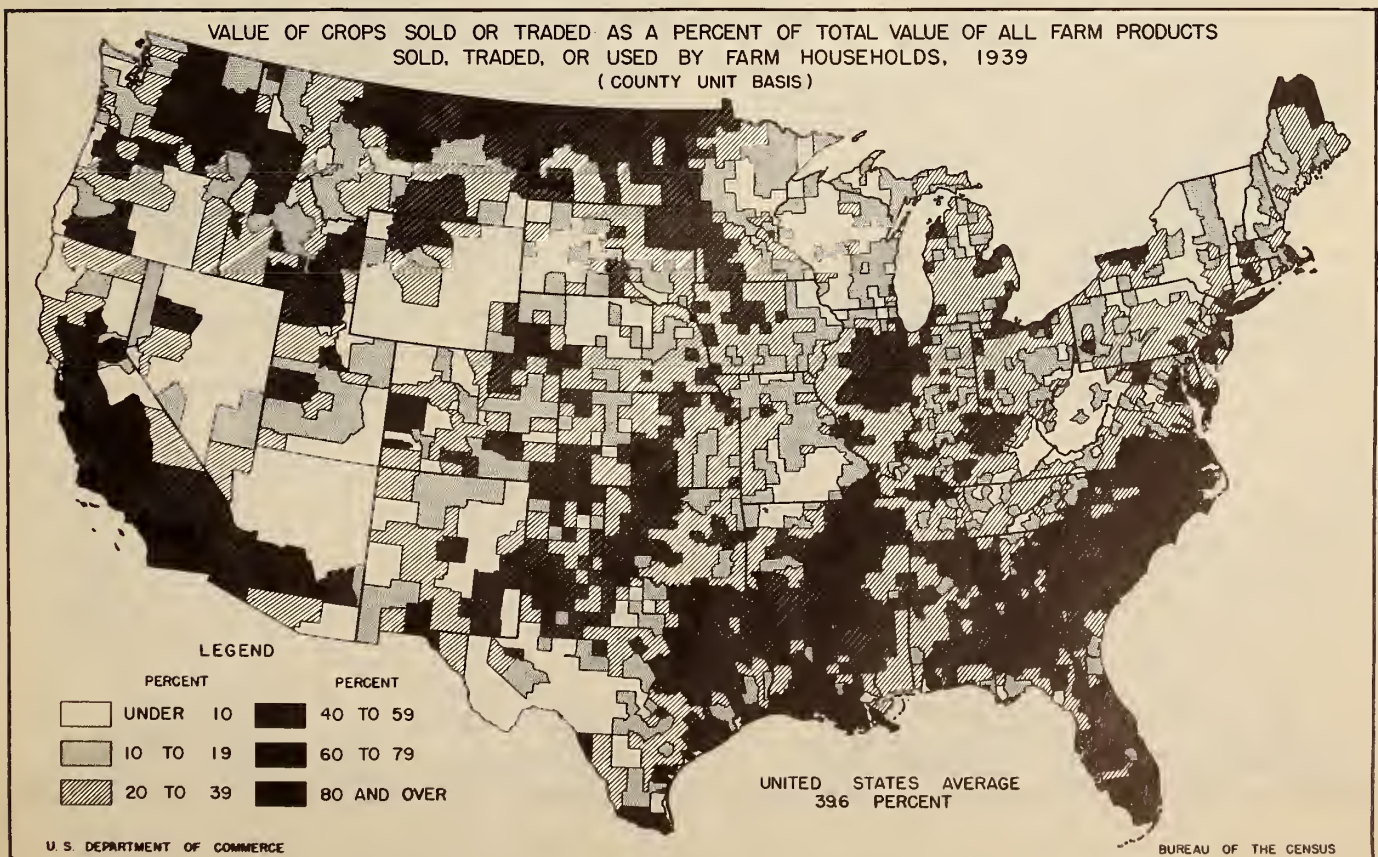 VALUE OF CROPS SOLD OR TRADED AS A PERCENT OF TOTAL VALUE OF ALL FARM PRODUCTS
SOLD, TRADED, OR USED BY FARM HOUSEHOLDS, 1939
(COUNTY UNIT BASIS)
LEGEND
PERCENT PERCENT
UNDER 10 40 TO 59
10 TO 19 60 TO 79
20 TO 39 80 AND OVER
UNITED STATES AVERAGE
39.6 PERCENT
U. S. DEPARTMENT OF COMMERCE BUREAU OF THE CENSUS